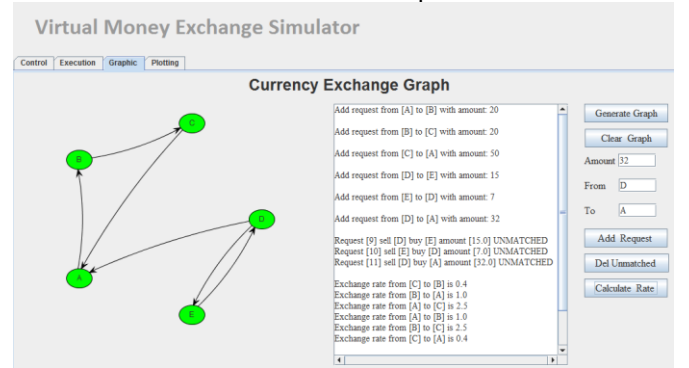 Virtual Money Exchange Simulator
Control Execution Graphic Plotting
Currency Exchange Graph
Add request from [A] to [B] with amount: 20
Add request from [B] to [C] with amount: 20
Add request from [C] to [A] with amount: 50
Add request from [D] to [E] with amount: 15
Add request from [E] to [D] with amount: 7
Add request from [D] to [A] with amount: 32
Request [9] sell [D] buy [E] amount [15.0] UNMATCHED
Request [10] sell [E] buy [D] amount [7.0] UNMATCHED
Request [11] sell [D] buy [A] amount [32.0] UNMATCHED
Exchange rate from [C] to [B] is 0.4
Exchange rate from [B] to [A] is 1.0
Exchange rate from [A] to [C] is 2.5
Exchange rate from [A] to [B] is 1.0
Exchange rate from [B] to [C] is 2.5
Exchange rate from [C] to [A] is 0.4
Generate Graph
Clear Graph
Amount 32
From D
To A
Add Request
Del Unmatched
Calculate Rate
C
B
D
A
E